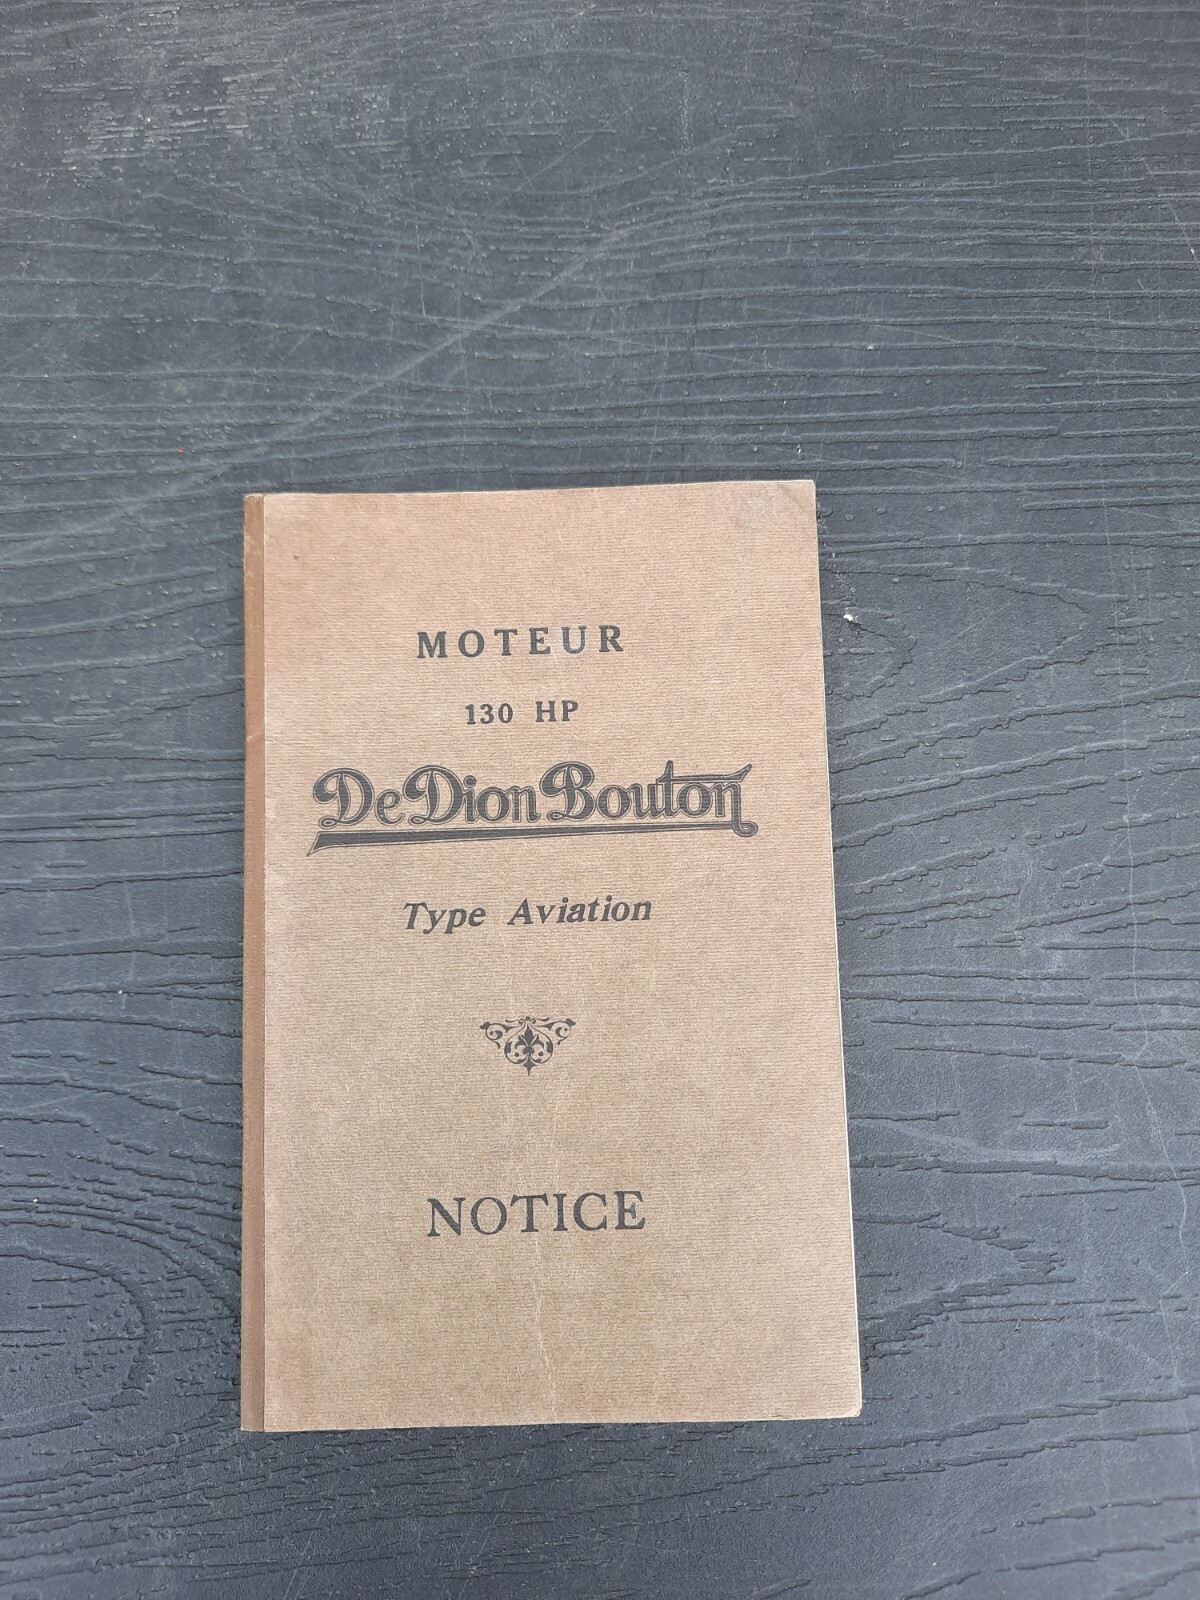 MOTEUR
130 HP
De Dion Bouton
Type Aviation
NOTICE